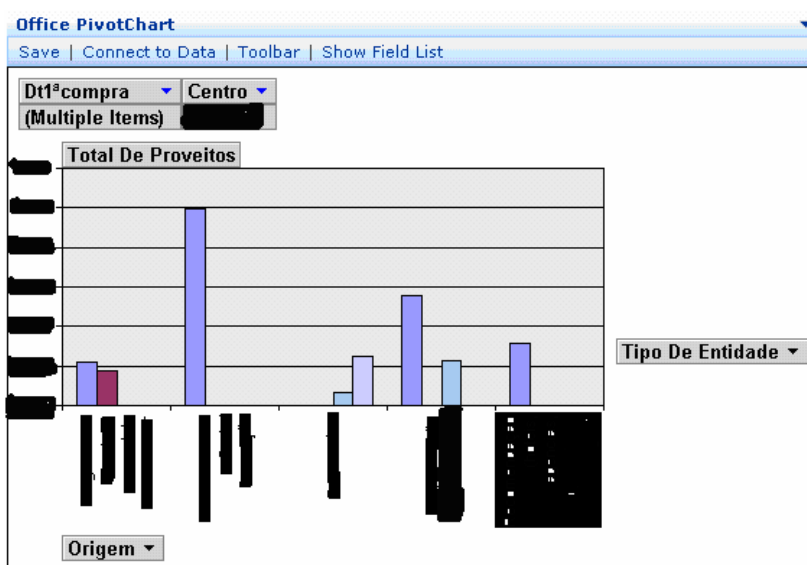 Office PivotChart
Save | Connect to Data | Toolbar | Show Field List
Dt1ªcompra Centro
(Multiple Items)
Total De Proveitos
Tipo De Entidade
Origem